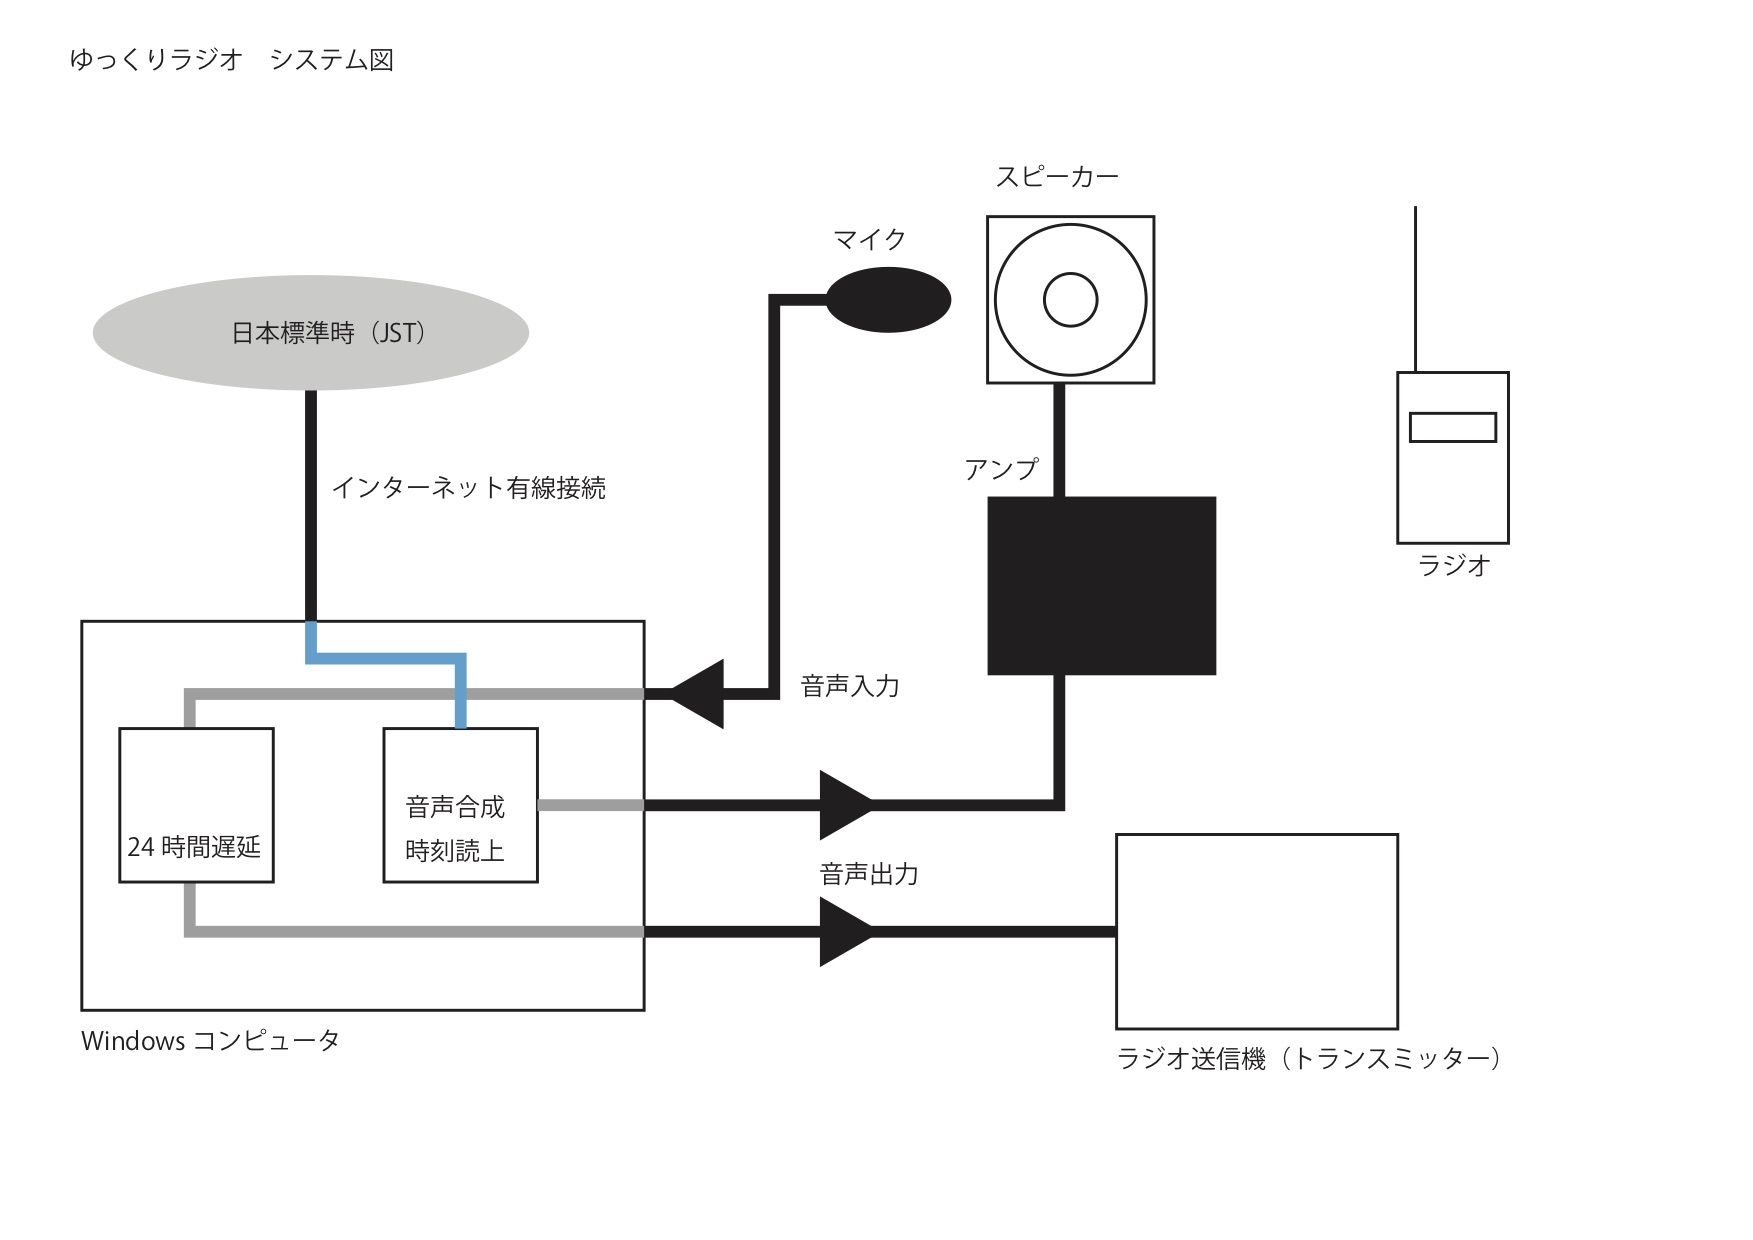 ゆっくりラジオ　システム図
スピーカー
マイク
日本標準時（JST）
アンプ
インターネット有線接続
ラジオ
音声入力
音声合成
時刻読上
24 時間遅延
音声出力
Windows コンピュータ
ラジオ送信機（トランスミッター）